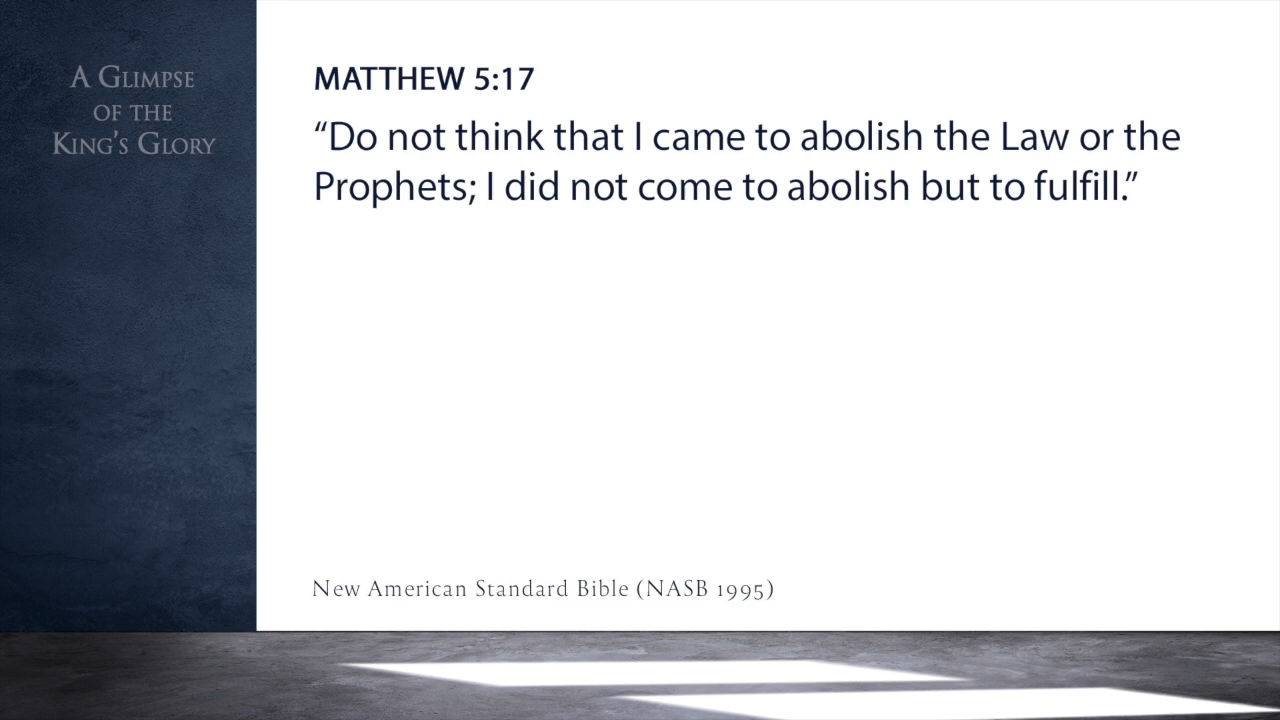 A Glimpse
of the
King’s Glory
MATTHEW 5:17
“Do not think that I came to abolish the Law or the
Prophets; I did not come to abolish but to fulfill.”
New American Standard Bible (NASB 1995)